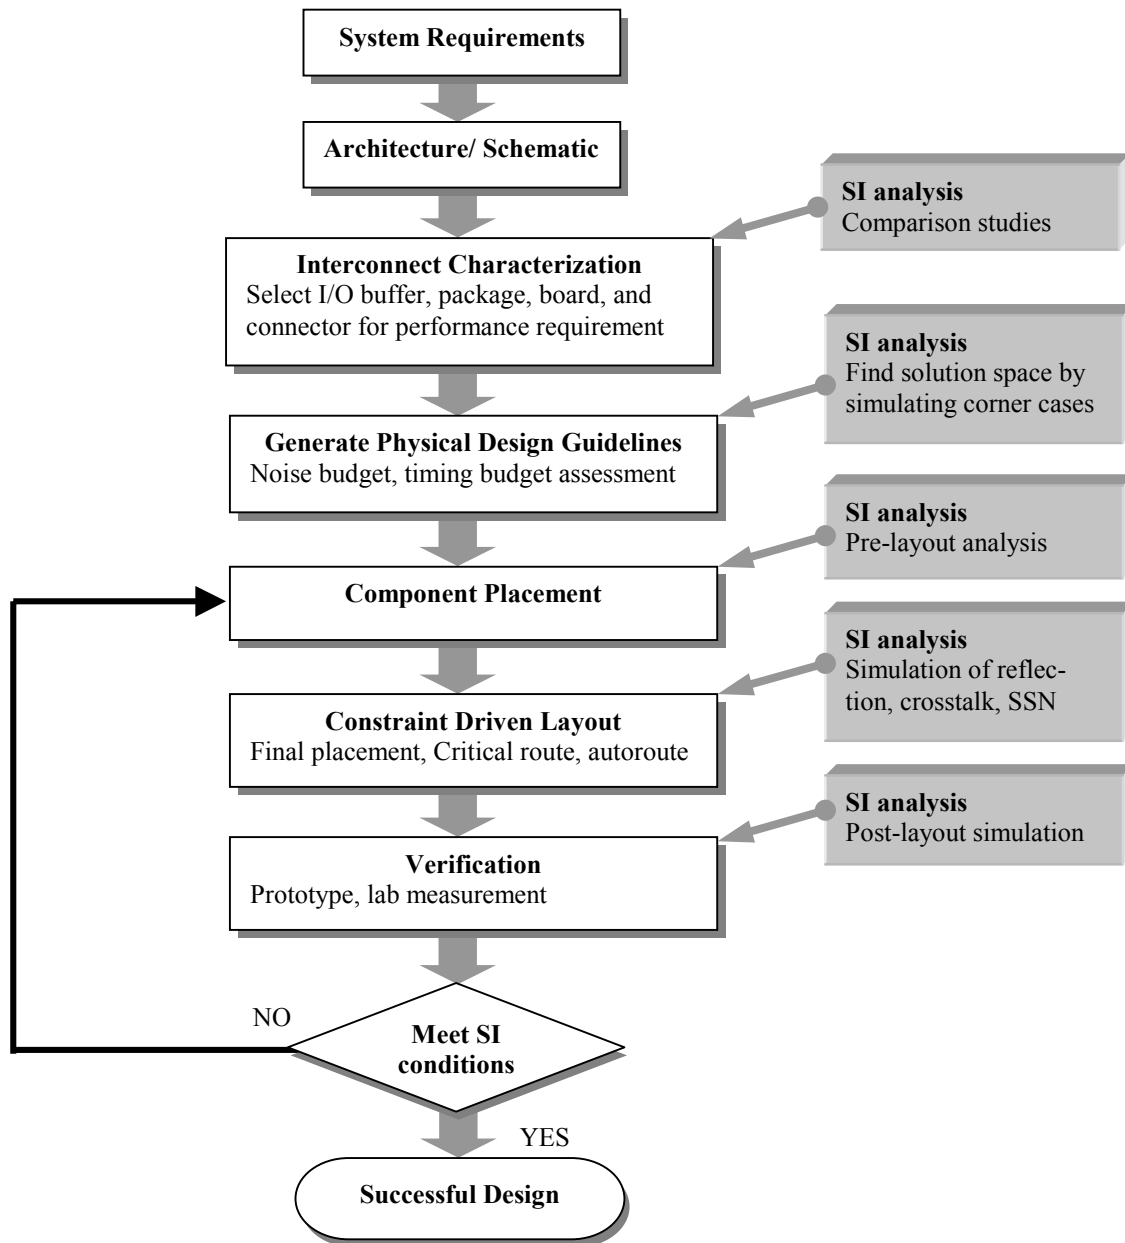 System Requirements
Architecture/ Schematic
SI analysis
Comparison studies
Interconnect Characterization
Select I/O buffer, package, board, and
connector for performance requirement
SI analysis
Find solution space by
simulating corner cases
Generate Physical Design Guidelines
Noise budget, timing budget assessment
SI analysis
Pre-layout analysis
Component Placement
SI analysis
Simulation of reflec-
tion, crosstalk, SSN
Constraint Driven Layout
Final placement, Critical route, autoroute
SI analysis
Post-layout simulation
Verification
Prototype, lab measurement
NO
Meet SI
conditions
YES
Successful Design